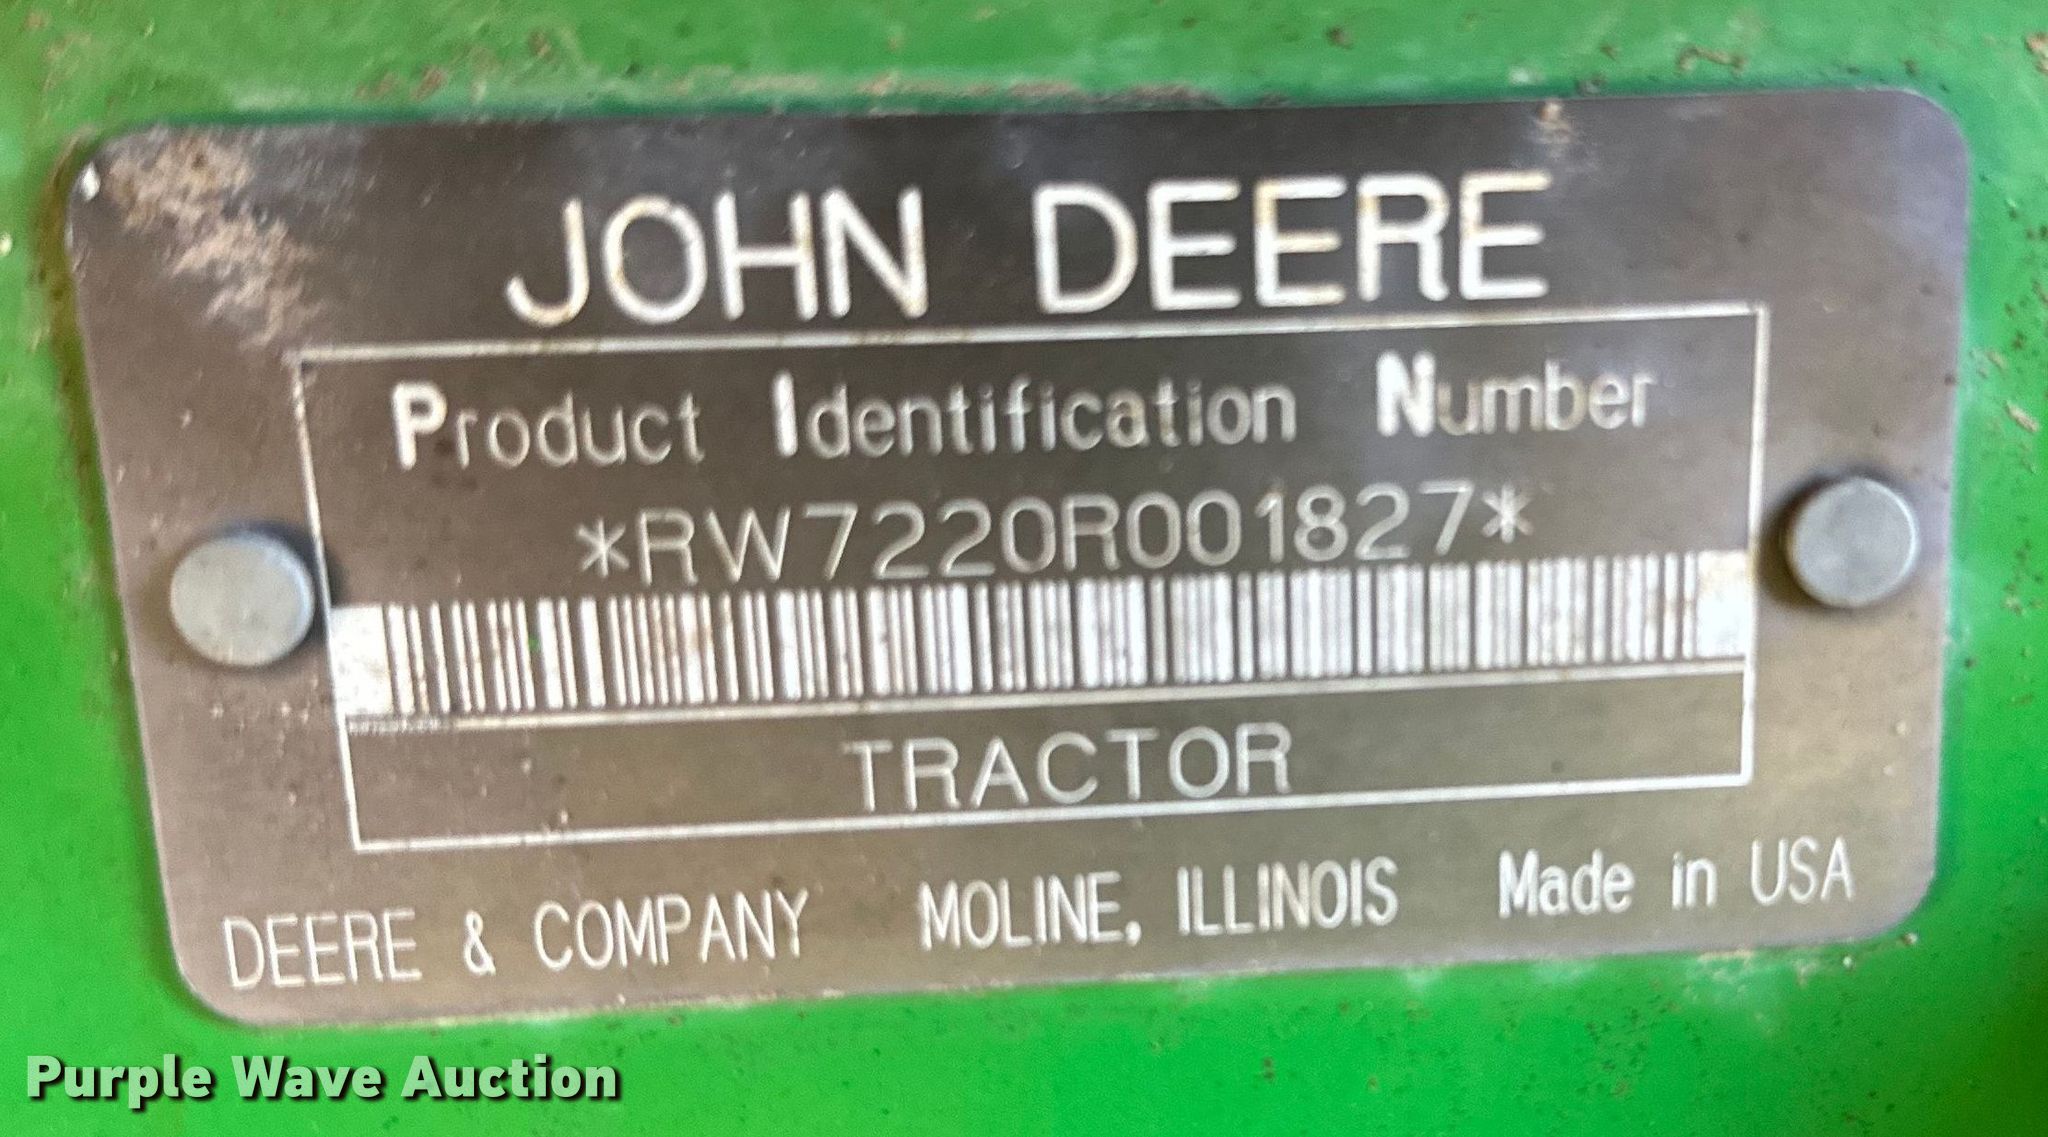 JOHN DEERE
Product Identification Number
*RW7220R001827*
TRACTOR
DEERE & COMPANY MOLINE, ILLINOIS Made in USA
Purple Wave Auction